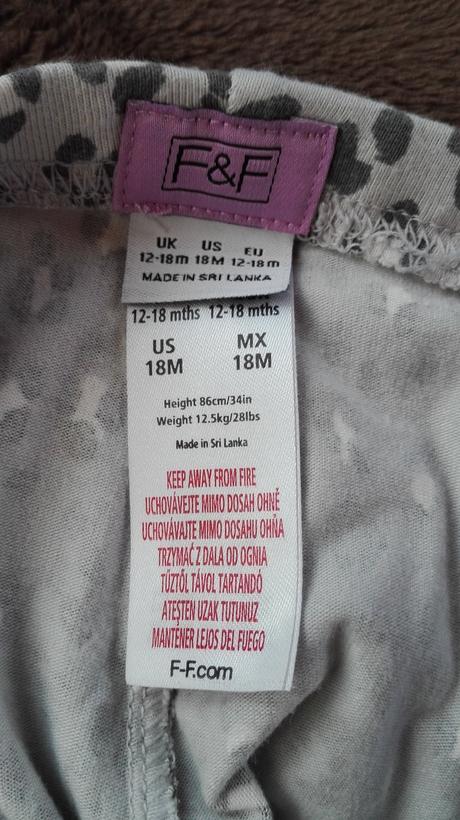 F&F
UK US EU
12-18m 18M 12-18m
MADE IN SRI LANKA
12-18 mths 12-18 mths
US MX
18M 18M
Height 86cm/34in
Weight 12.5kg/28lbs
Made in Sri Lanka
KEEP AWAY FROM FIRE
UCHOVÁVEJTE MIMO DOSAH OHNĚ
UCHOVÁVAJTE MIMO DOSAHU OHŇA
TRZYMAĆ Z DALA OD OGNIA
TŰZTŐL TÁVOL TARTANDÓ
ATEŞTEN UZAK TUTUNUZ
MANTENER LEJOS DEL FUEGO
F-F.com